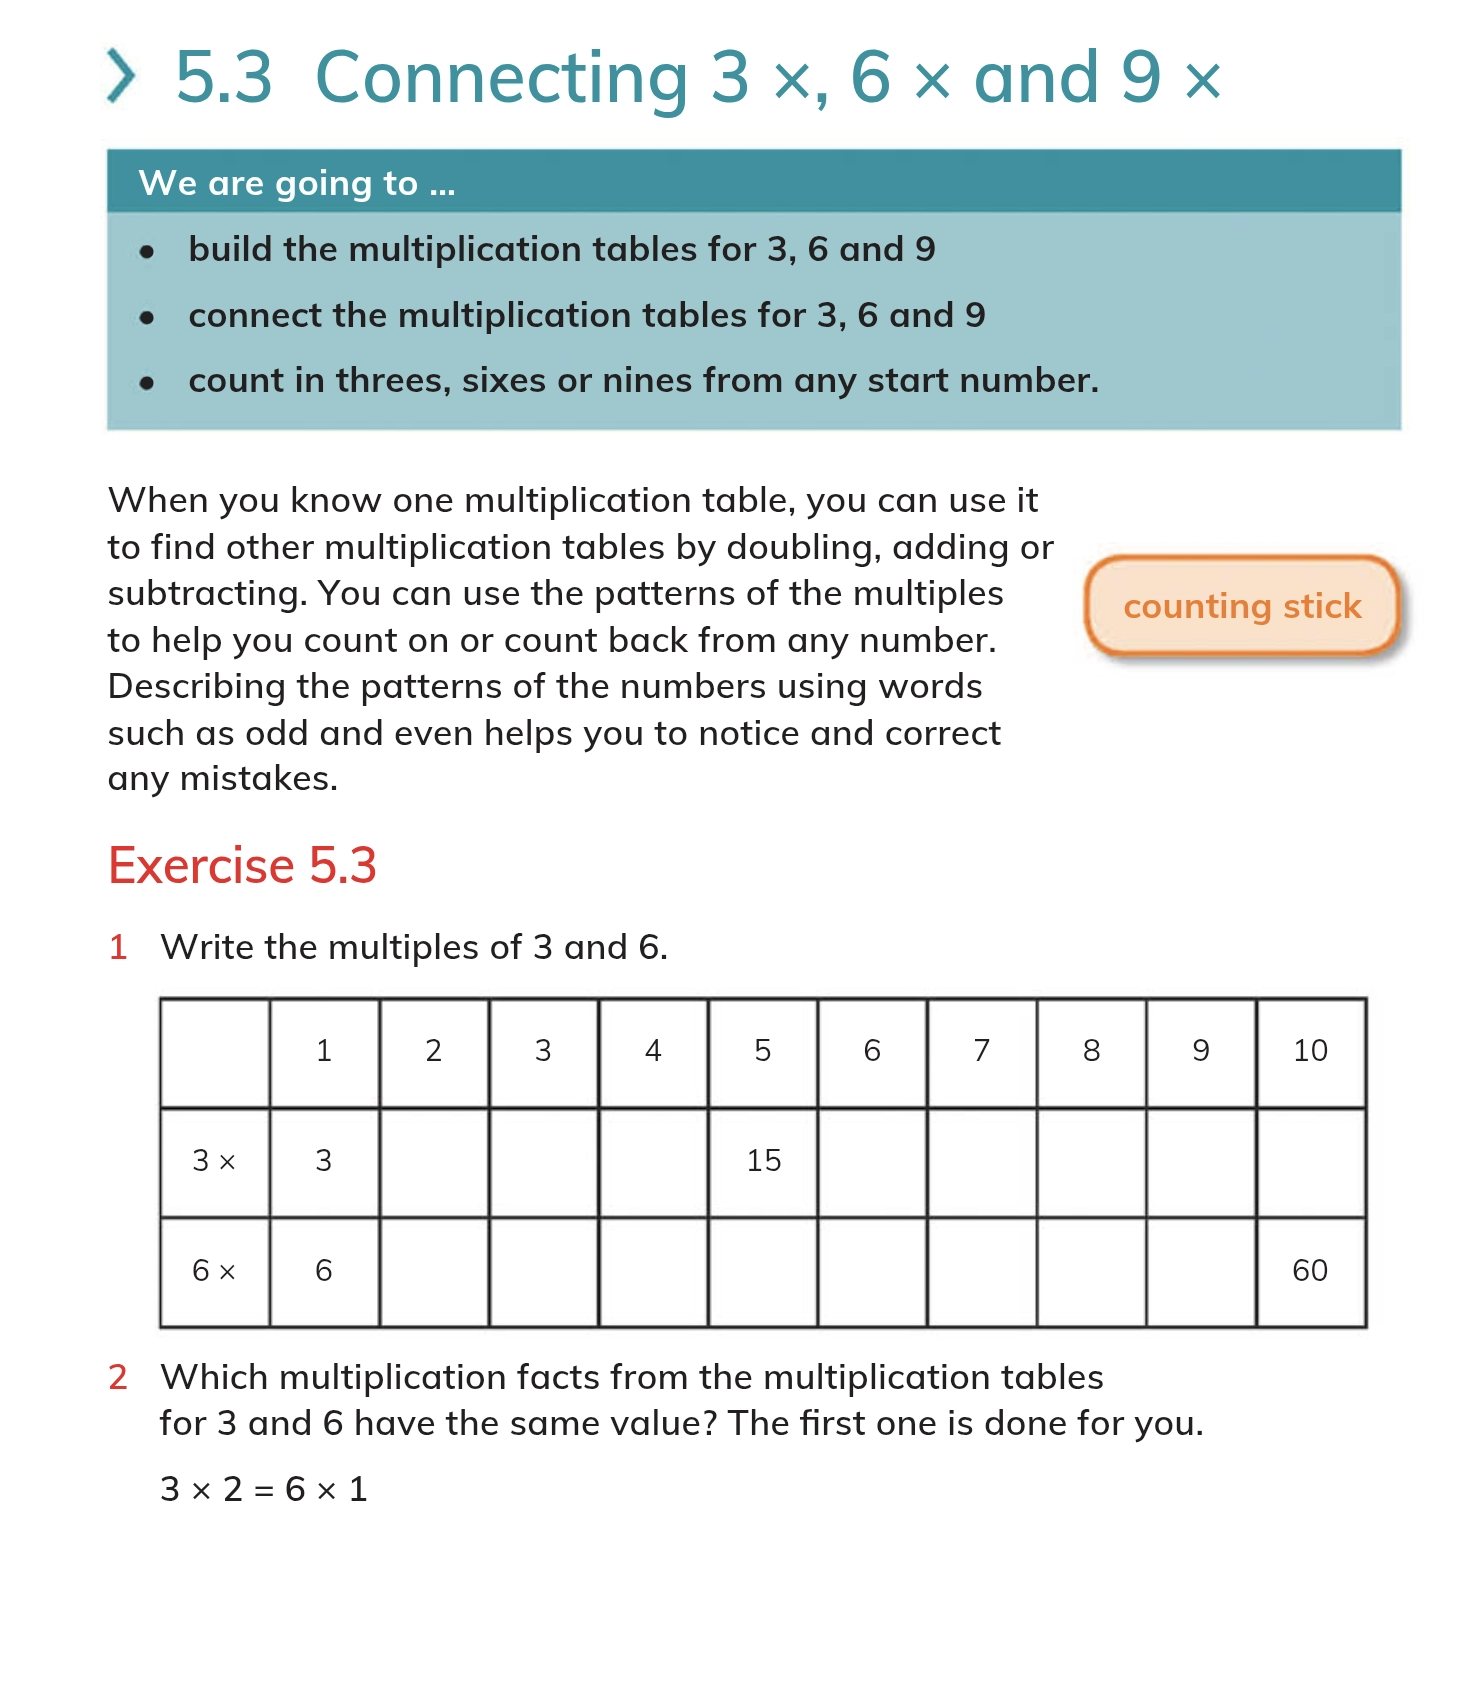 5.3 Connecting 3 ×, 6 × and 9 ×
We are going to ...
• build the multiplication tables for 3, 6 and 9
• connect the multiplication tables for 3, 6 and 9
• count in threes, sixes or nines from any start number.
When you know one multiplication table, you can use it
to find other multiplication tables by doubling, adding or
subtracting. You can use the patterns of the multiples
to help you count on or count back from any number.
Describing the patterns of the numbers using words
such as odd and even helps you to notice and correct
any mistakes.
counting stick
Exercise 5.3
1 Write the multiples of 3 and 6.
1 2 3 4 5 6 7 8 9 10
3 × 3 15
6 × 6 60
2 Which multiplication facts from the multiplication tables
for 3 and 6 have the same value? The first one is done for you.
3 × 2 = 6 × 1